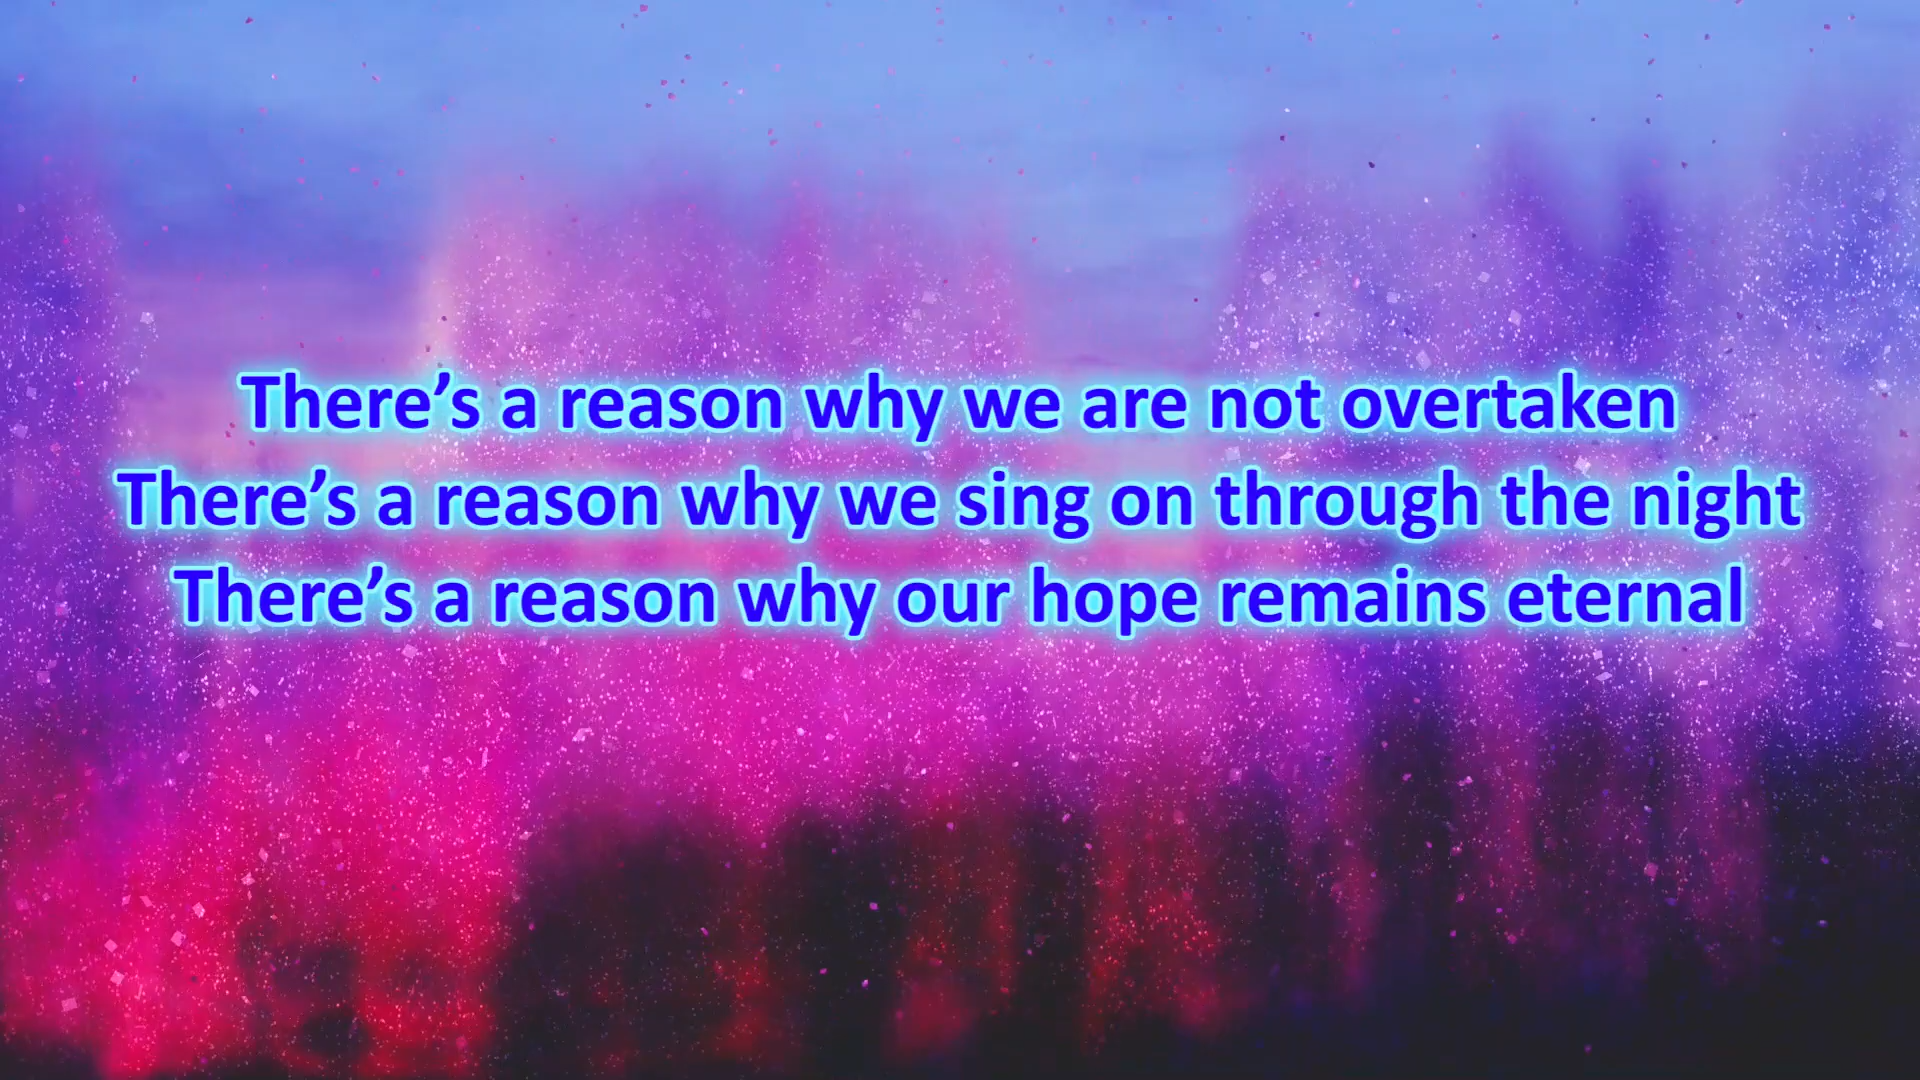 There’s a reason why we are not overtaken
There’s a reason why we sing on through the night
There’s a reason why our hope remains eternal